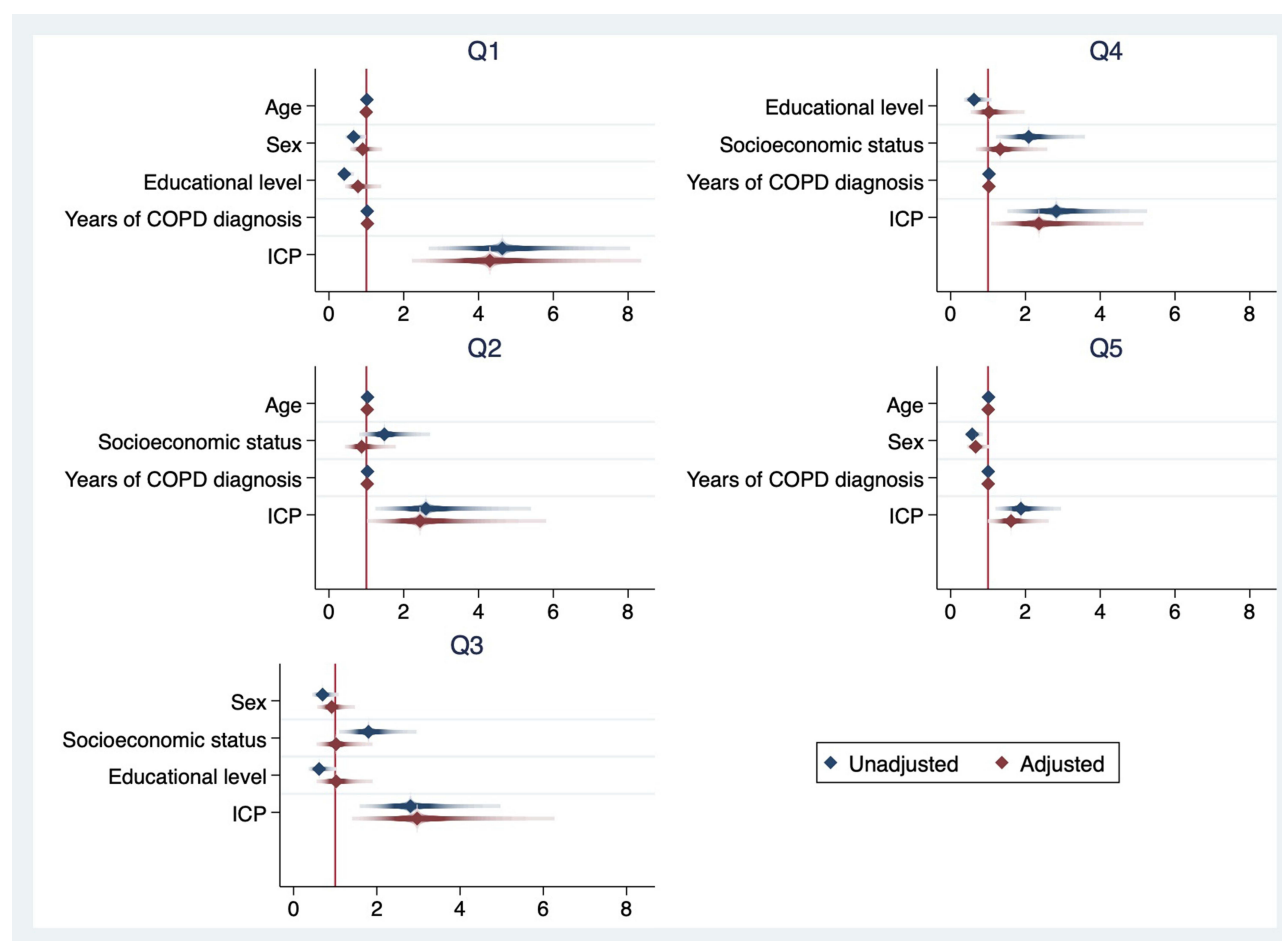 Q1
Age
Sex
Educational level
Years of COPD diagnosis
ICP
0 2 4 6 8
Q2
Age
Socioeconomic status
Years of COPD diagnosis
ICP
0 2 4 6 8
Q3
Sex
Socioeconomic status
Educational level
ICP
0 2 4 6 8
Q4
Educational level
Socioeconomic status
Years of COPD diagnosis
ICP
0 2 4 6 8
Q5
Age
Sex
Years of COPD diagnosis
ICP
0 2 4 6 8
Unadjusted Adjusted